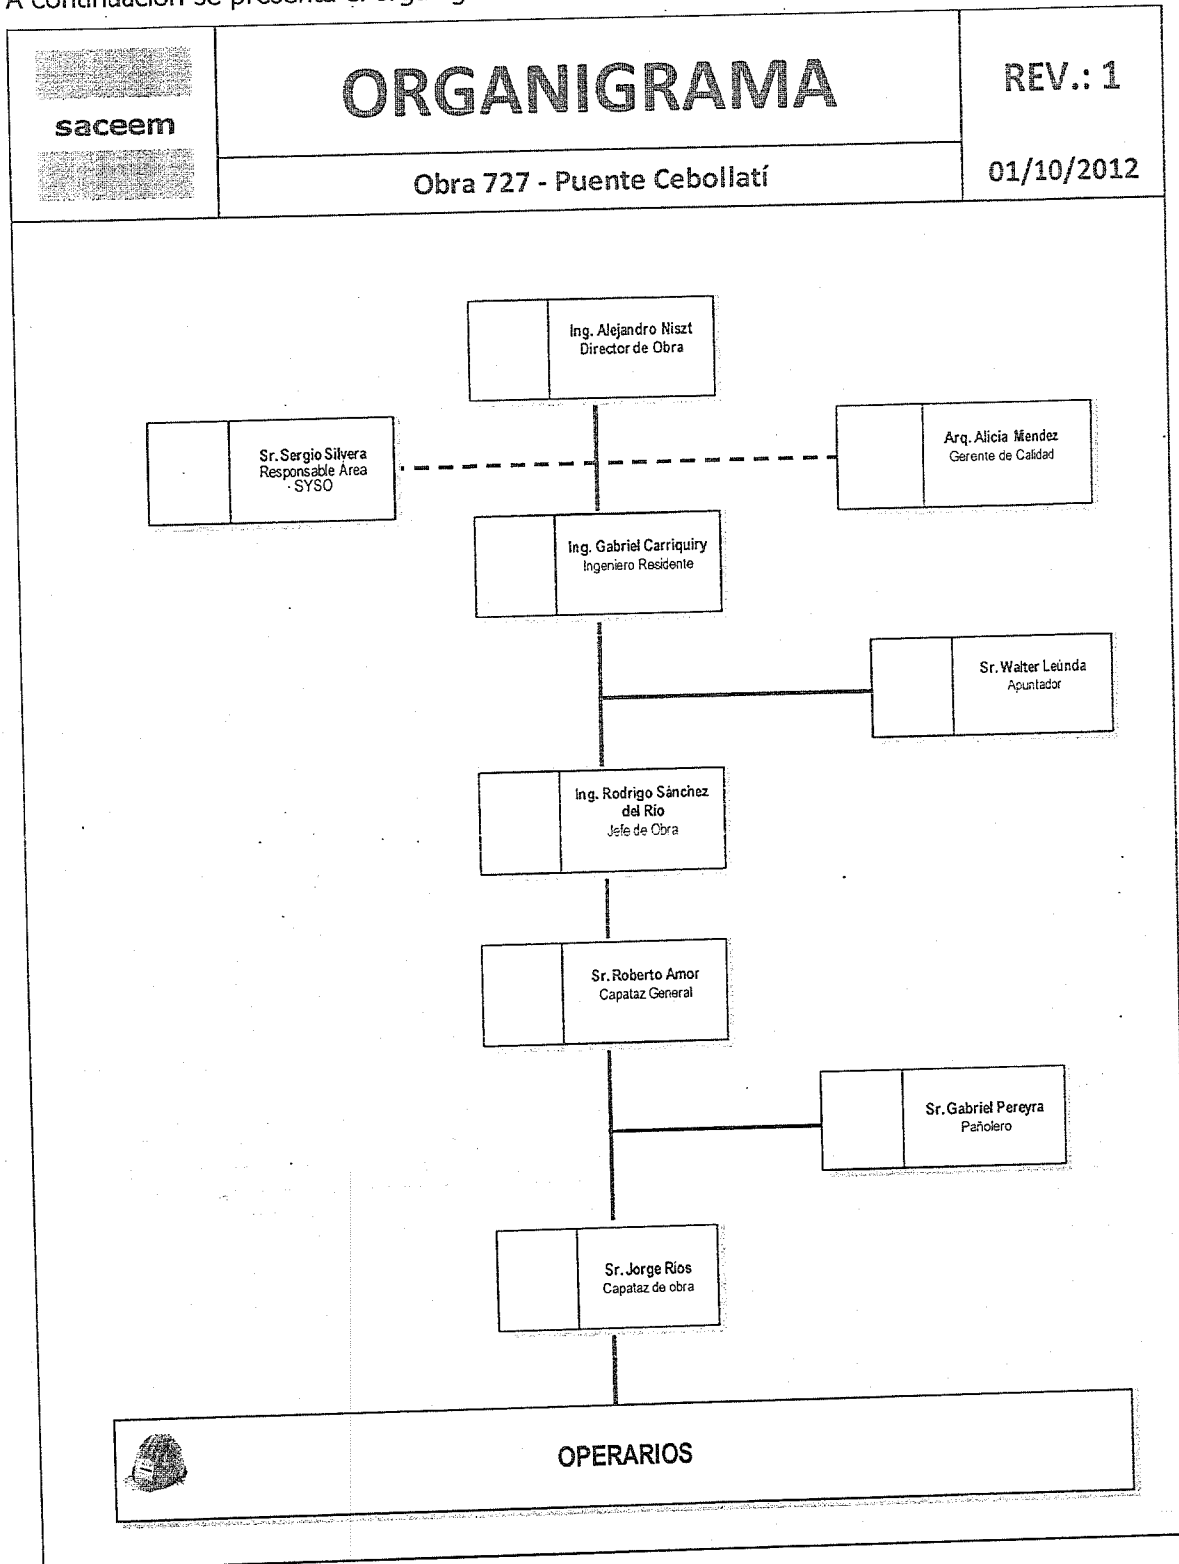 A continuación se presenta el
saceem
ORGANIGRAMA
Obra 727 - Puente Cebollatí
REV.: 1
01/10/2012
Ing. Alejandro Niszt
Director de Obra
Sr. Sergio Silvera
Responsable Área
- SYSO
Arq. Alicia Mendez
Gerente de Calidad
Ing. Gabriel Carriquiry
Ingeniero Residente
Sr. Walter Leúnda
Apuntador
Ing. Rodrigo Sánchez
del Río
Jefe de Obra
Sr. Roberto Amor
Capataz General
Sr. Gabriel Pereyra
Pañolero
Sr. Jorge Ríos
Capataz de obra
OPERARIOS